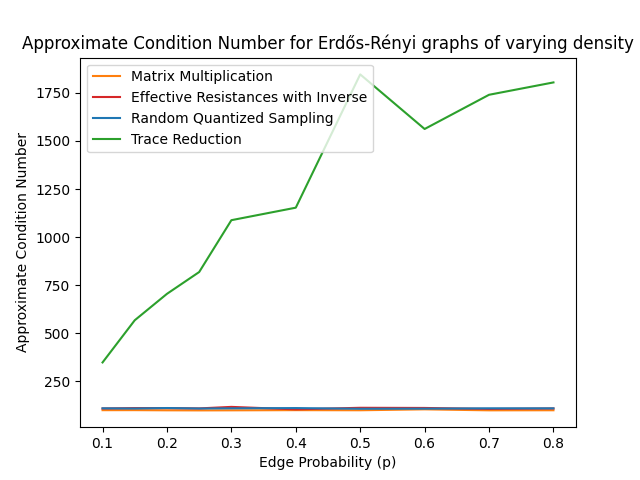 Approximate Condition Number for Erdős-Rényi graphs of varying density
Matrix Multiplication
Effective Resistances with Inverse
Random Quantized Sampling
Trace Reduction
Approximate Condition Number
1750
1500
1250
1000
750
500
250
0.1 0.2 0.3 0.4 0.5 0.6 0.7 0.8
Edge Probability (p)